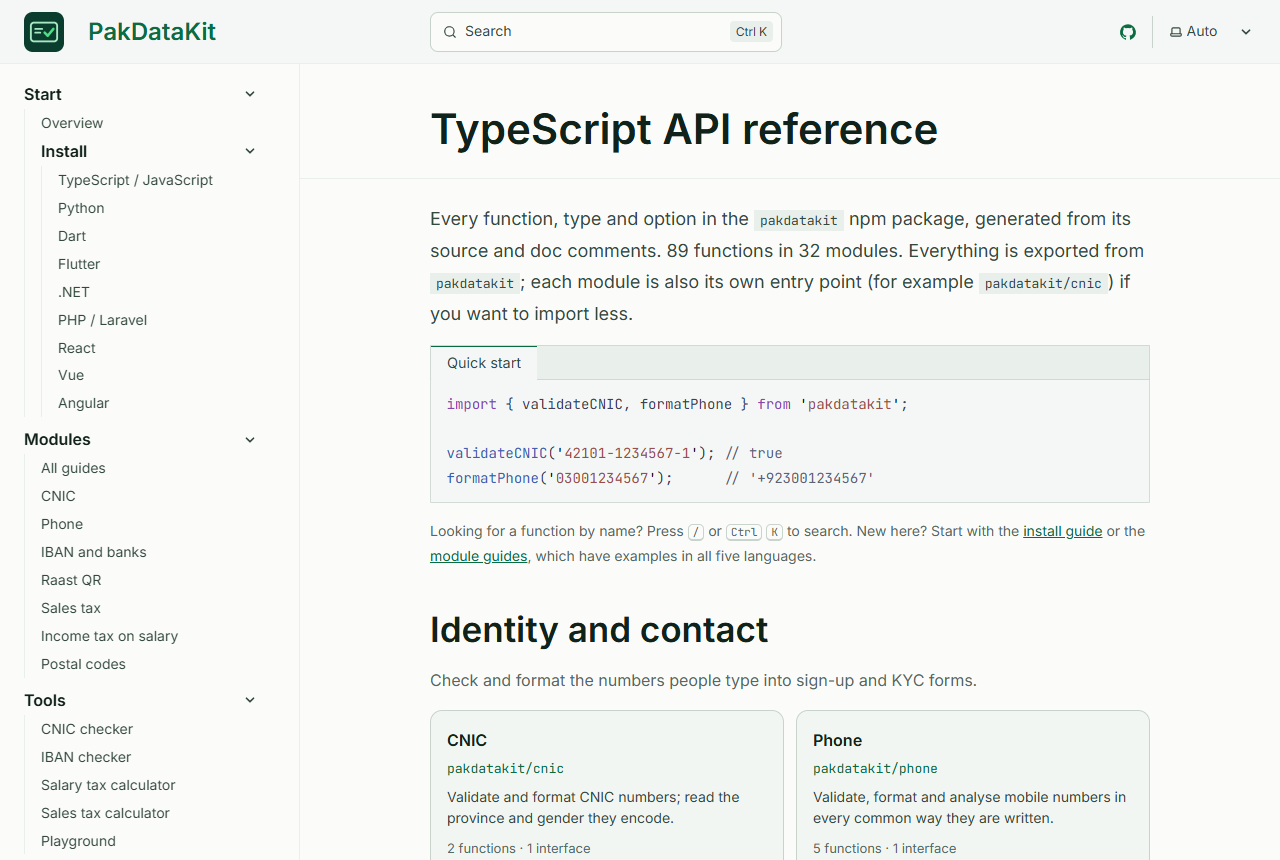 PakDataKit
Search
Ctrl K
Auto
Start
Overview
Install
TypeScript / JavaScript
Python
Dart
Flutter
.NET
PHP / Laravel
React
Vue
Angular
Modules
All guides
CNIC
Phone
IBAN and banks
Raast QR
Sales tax
Income tax on salary
Postal codes
Tools
CNIC checker
IBAN checker
Salary tax calculator
Sales tax calculator
Playground
TypeScript API reference
Every function, type and option in the pakdatakit npm package, generated from its
source and doc comments. 89 functions in 32 modules. Everything is exported from
pakdatakit; each module is also its own entry point (for example pakdatakit/cnic) if
you want to import less.
Quick start
import { validateCNIC, formatPhone } from 'pakdatakit';
validateCNIC('42101-1234567-1'); // true
formatPhone('03001234567');      // '+923001234567'
Looking for a function by name? Press / or Ctrl K to search. New here? Start with the install guide or the
module guides, which have examples in all five languages.
Identity and contact
Check and format the numbers people type into sign-up and KYC forms.
CNIC
pakdatakit/cnic
Validate and format CNIC numbers; read the
province and gender they encode.
2 functions · 1 interface
Phone
pakdatakit/phone
Validate, format and analyse mobile numbers in
every common way they are written.
5 functions · 1 interface